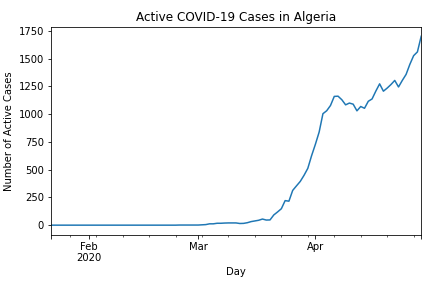 Active COVID-19 Cases in Algeria
1750
1500
1250
1000
750
500
250
0
Number of Active Cases
Feb
2020
Mar
Apr
Day